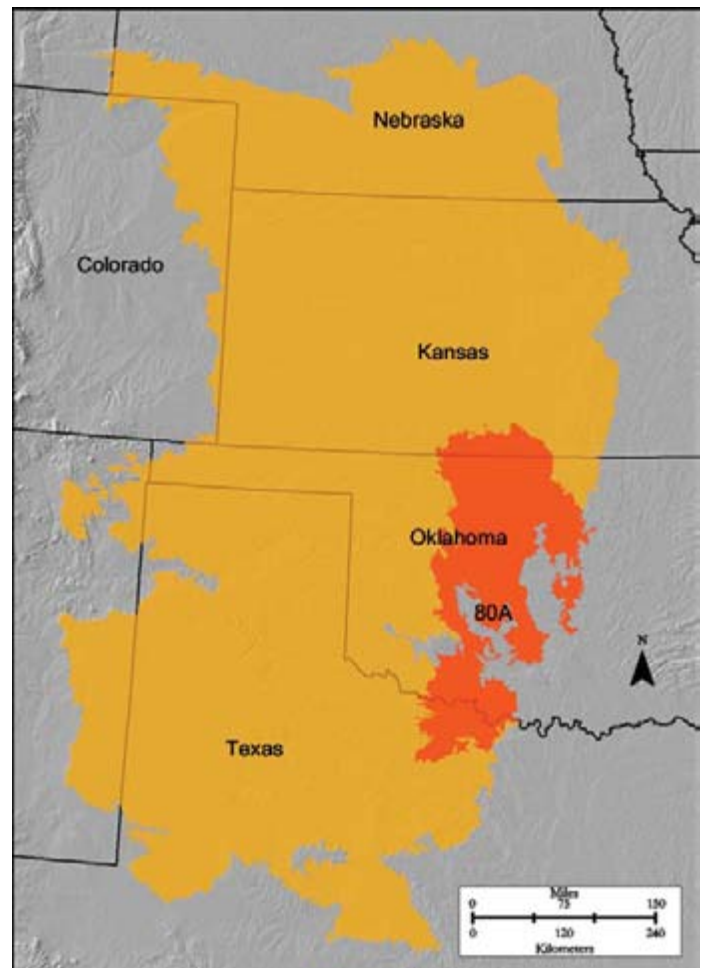 Nebraska
Colorado
Kansas
Oklahoma
80A
N
Texas
Miles
0 75 150
0 120 240
Kilometers